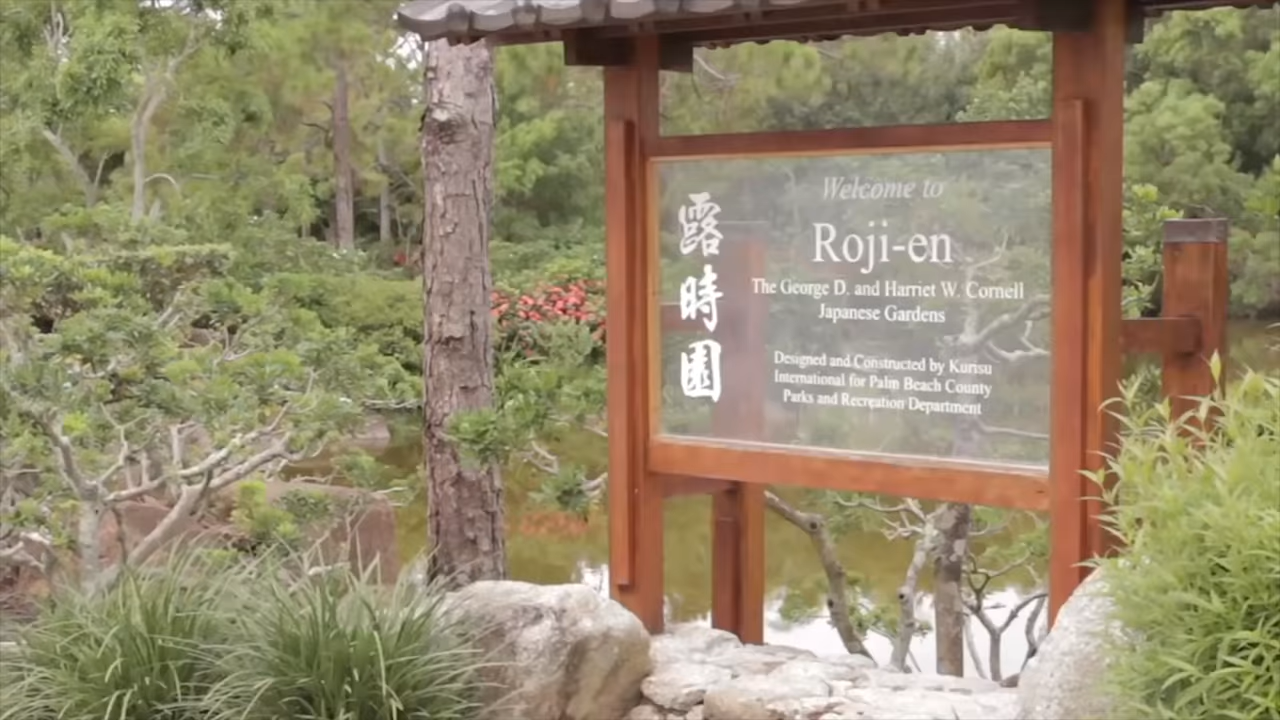 露時園
Welcome to
Roji-en
The George D. and Harriet W. Cornell
Japanese Gardens
Designed and Constructed by Kurisu
International for Palm Beach County
Parks and Recreation Department